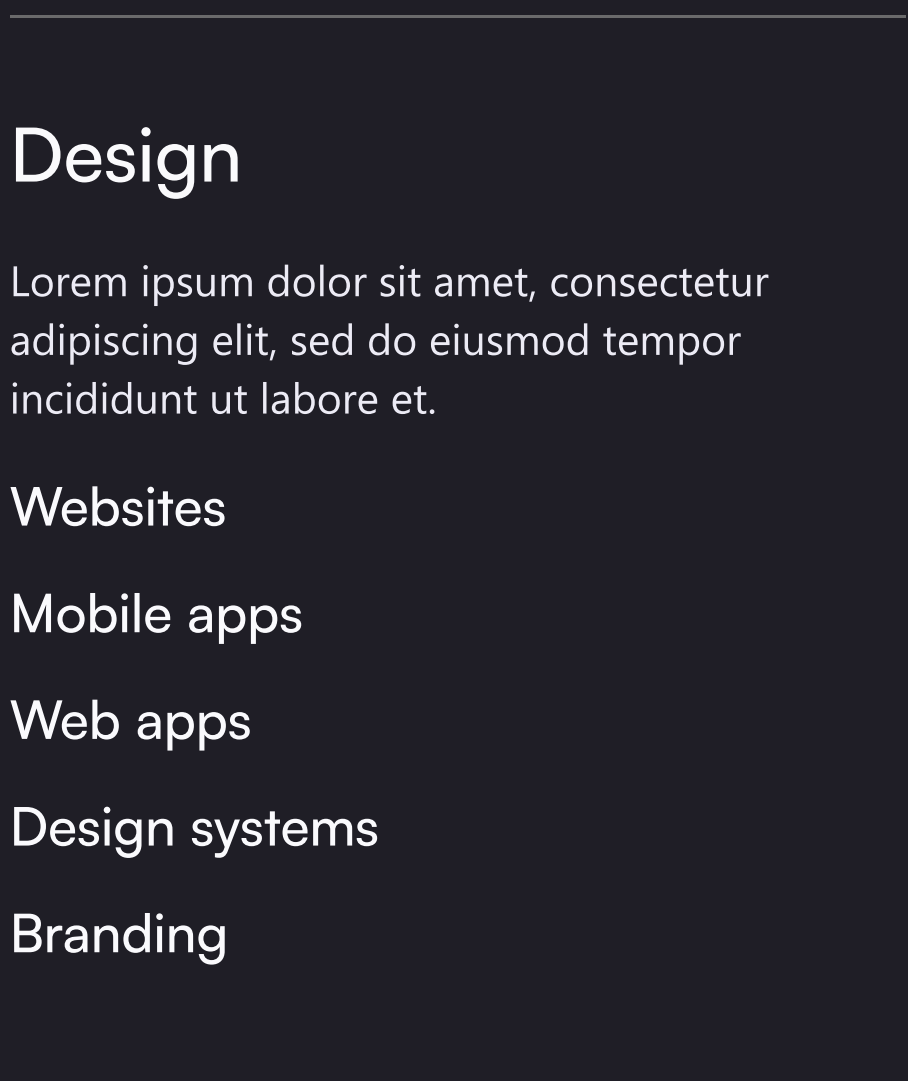 Design
Lorem ipsum dolor sit amet, consectetur
adipiscing elit, sed do eiusmod tempor
incididunt ut labore et.
Websites
Mobile apps
Web apps
Design systems
Branding